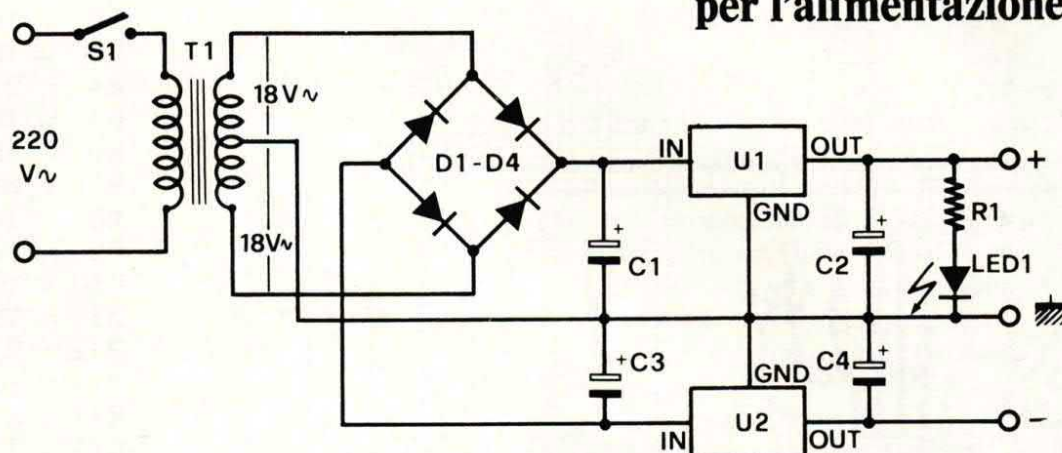 per l'alimentazione
S1
T1
220
V~
18V~
18V~
D1-D4
IN
U1
OUT
GND
+
C1
+
C2
+
R1
LED1
+
C3
+
C4
GND
IN
U2
OUT
-